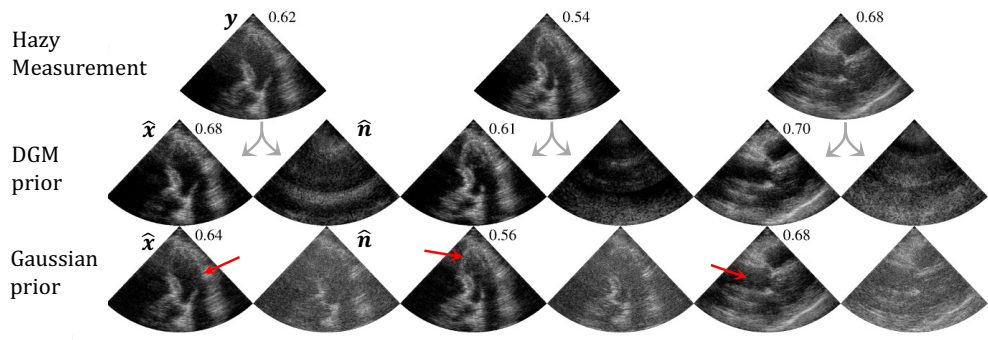 y 0.62 0.54 0.68
Hazy
Measurement
x̂ 0.68 n̂ 0.61 0.70
DGM
prior
x̂ 0.64 n̂ 0.56 0.68
Gaussian
prior